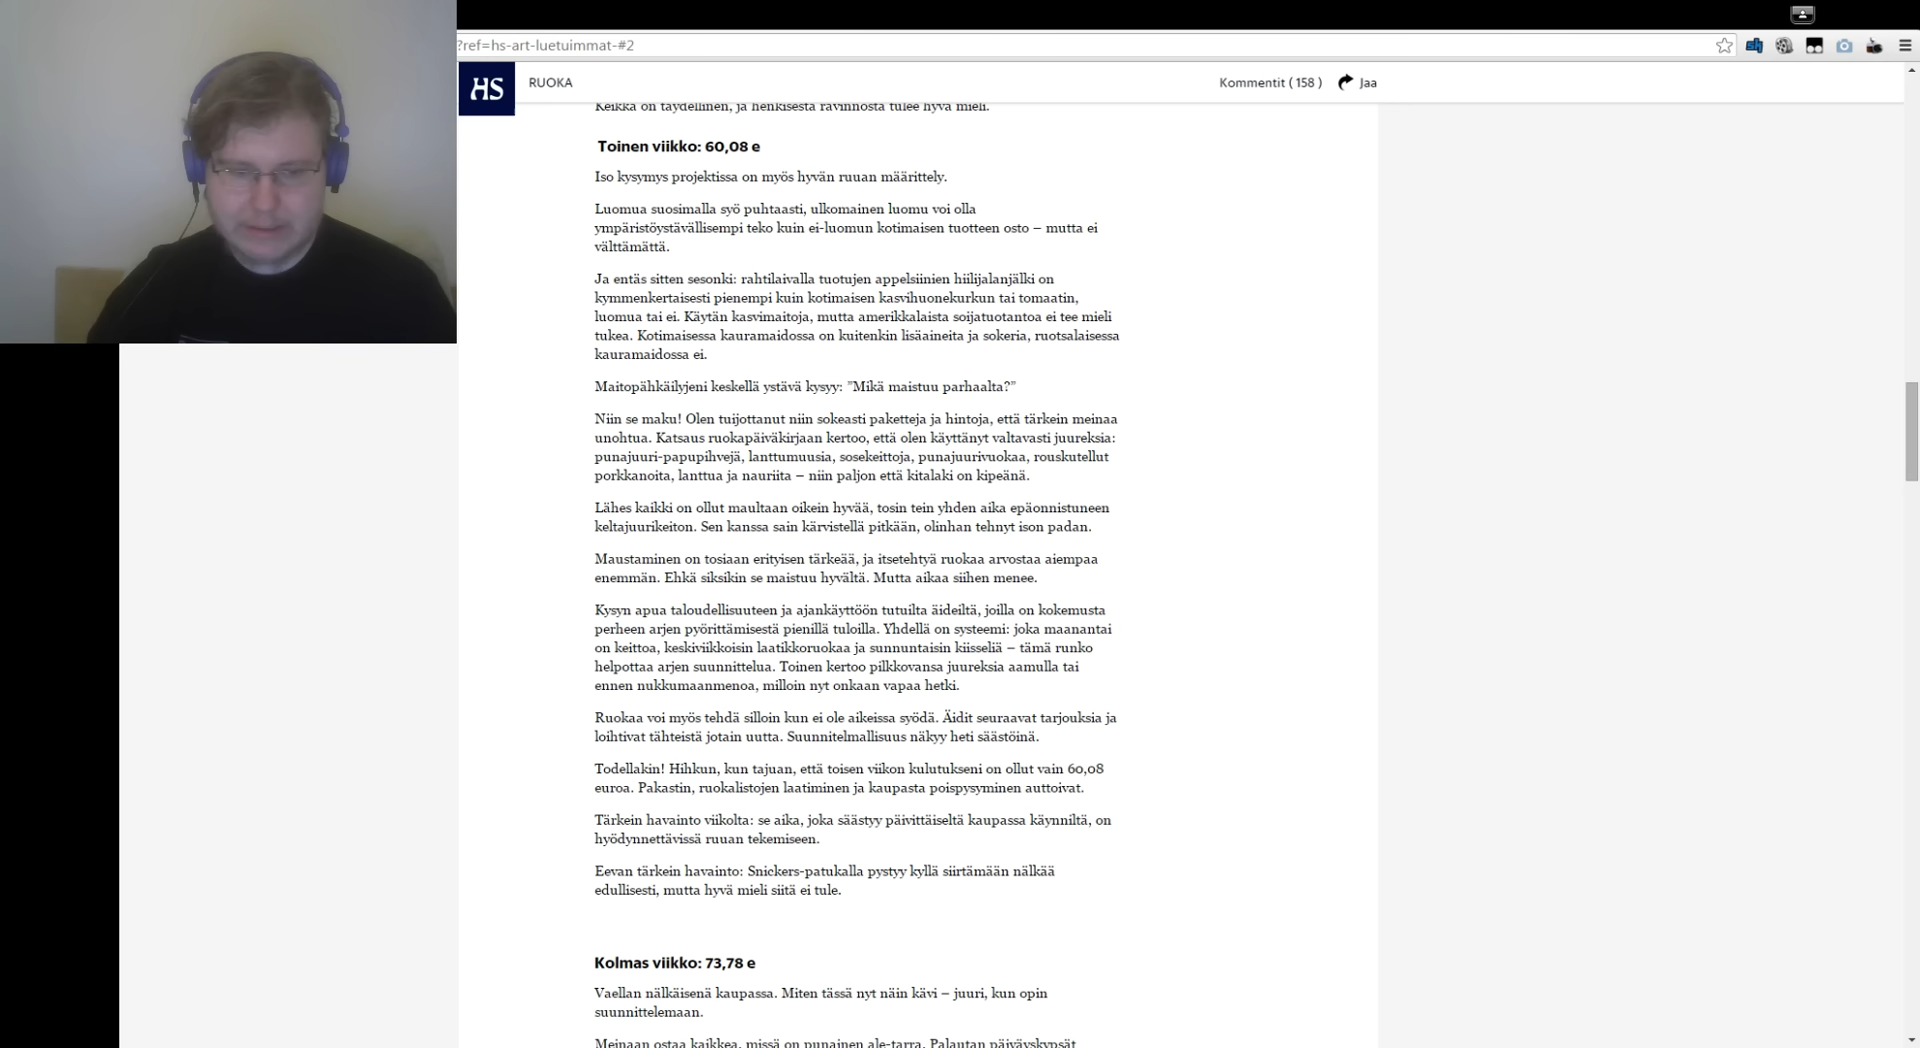 ?ref=hs-art-luetuimmat-#2
HS
RUOKA
Kommentit ( 158 )
Jaa
Keikka on täydellinen, ja henkisestä ravinnosta tulee hyvä mieli.
Toinen viikko: 60,08 e
Iso kysymys projektissa on myös hyvän ruuan määrittely.
Luomua suosimalla syö puhtaasti, ulkomainen luomu voi olla
ympäristöystävällisempi teko kuin ei-luomun kotimaisen tuotteen osto – mutta ei
välttämättä.
Ja entäs sitten sesonki: rahtilaivalla tuotujen appelsiinien hiilijalanjälki on
kymmenkertaisesti pienempi kuin kotimaisen kasvihuonekurkun tai tomaatin,
luomua tai ei. Käytän kasvimaitoja, mutta amerikkalaista soijatuotantoa ei tee mieli
tukea. Kotimaisessa kauramaidossa on kuitenkin lisäaineita ja sokeria, ruotsalaisessa
kauramaidossa ei.
Maitopähkäilyjeni keskellä ystävä kysyy: ”Mikä maistuu parhaalta?”
Niin se maku! Olen tuijottanut niin sokeasti paketteja ja hintoja, että tärkein meinaa
unohtua. Katsaus ruokapäiväkirjaan kertoo, että olen käyttänyt valtavasti juureksia:
punajuuri-papupihvejä, lanttumuusia, sosekeittoja, punajuurivuokaa, rouskutellut
porkkanoita, lanttua ja nauriita – niin paljon että kitalaki on kipeänä.
Lähes kaikki on ollut maultaan oikein hyvää, tosin tein yhden aika epäonnistuneen
keltajuurikeiton. Sen kanssa sain kärvistellä pitkään, olinhan tehnyt ison padan.
Maustaminen on tosiaan erityisen tärkeää, ja itsetehtyä ruokaa arvostaa aiempaa
enemmän. Ehkä siksikin se maistuu hyvältä. Mutta aikaa siihen menee.
Kysyn apua taloudellisuuteen ja ajankäyttöön tutuilta äideiltä, joilla on kokemusta
perheen arjen pyörittämisestä pienillä tuloilla. Yhdellä on systeemi: joka maanantai
on keittoa, keskiviikkoisin laatikkoruokaa ja sunnuntaisin kiisseliä – tämä runko
helpottaa arjen suunnittelua. Toinen kertoo pilkkovansa juureksia aamulla tai
ennen nukkumaanmenoa, milloin nyt onkaan vapaa hetki.
Ruokaa voi myös tehdä silloin kun ei ole aikeissa syödä. Äidit seuraavat tarjouksia ja
loihtivat tähteistä jotain uutta. Suunnitelmallisuus näkyy heti säästöinä.
Todellakin! Hihkun, kun tajuan, että toisen viikon kulutukseni on ollut vain 60,08
euroa. Pakastin, ruokalistojen laatiminen ja kaupasta poispysyminen auttoivat.
Tärkein havainto viikolta: se aika, joka säästyy päivittäiseltä kaupassa käynniltä, on
hyödynnettävissä ruuan tekemiseen.
Eevan tärkein havainto: Snickers-patukalla pystyy kyllä siirtämään nälkää
edullisesti, mutta hyvä mieli siitä ei tule.
Kolmas viikko: 73,78 e
Vaellan nälkäisenä kaupassa. Miten tässä nyt näin kävi – juuri, kun opin
suunnittelemaan.
Meinaan ostaa kaikkea, missä on punainen ale-tarra. Palautan päiväyskypsät